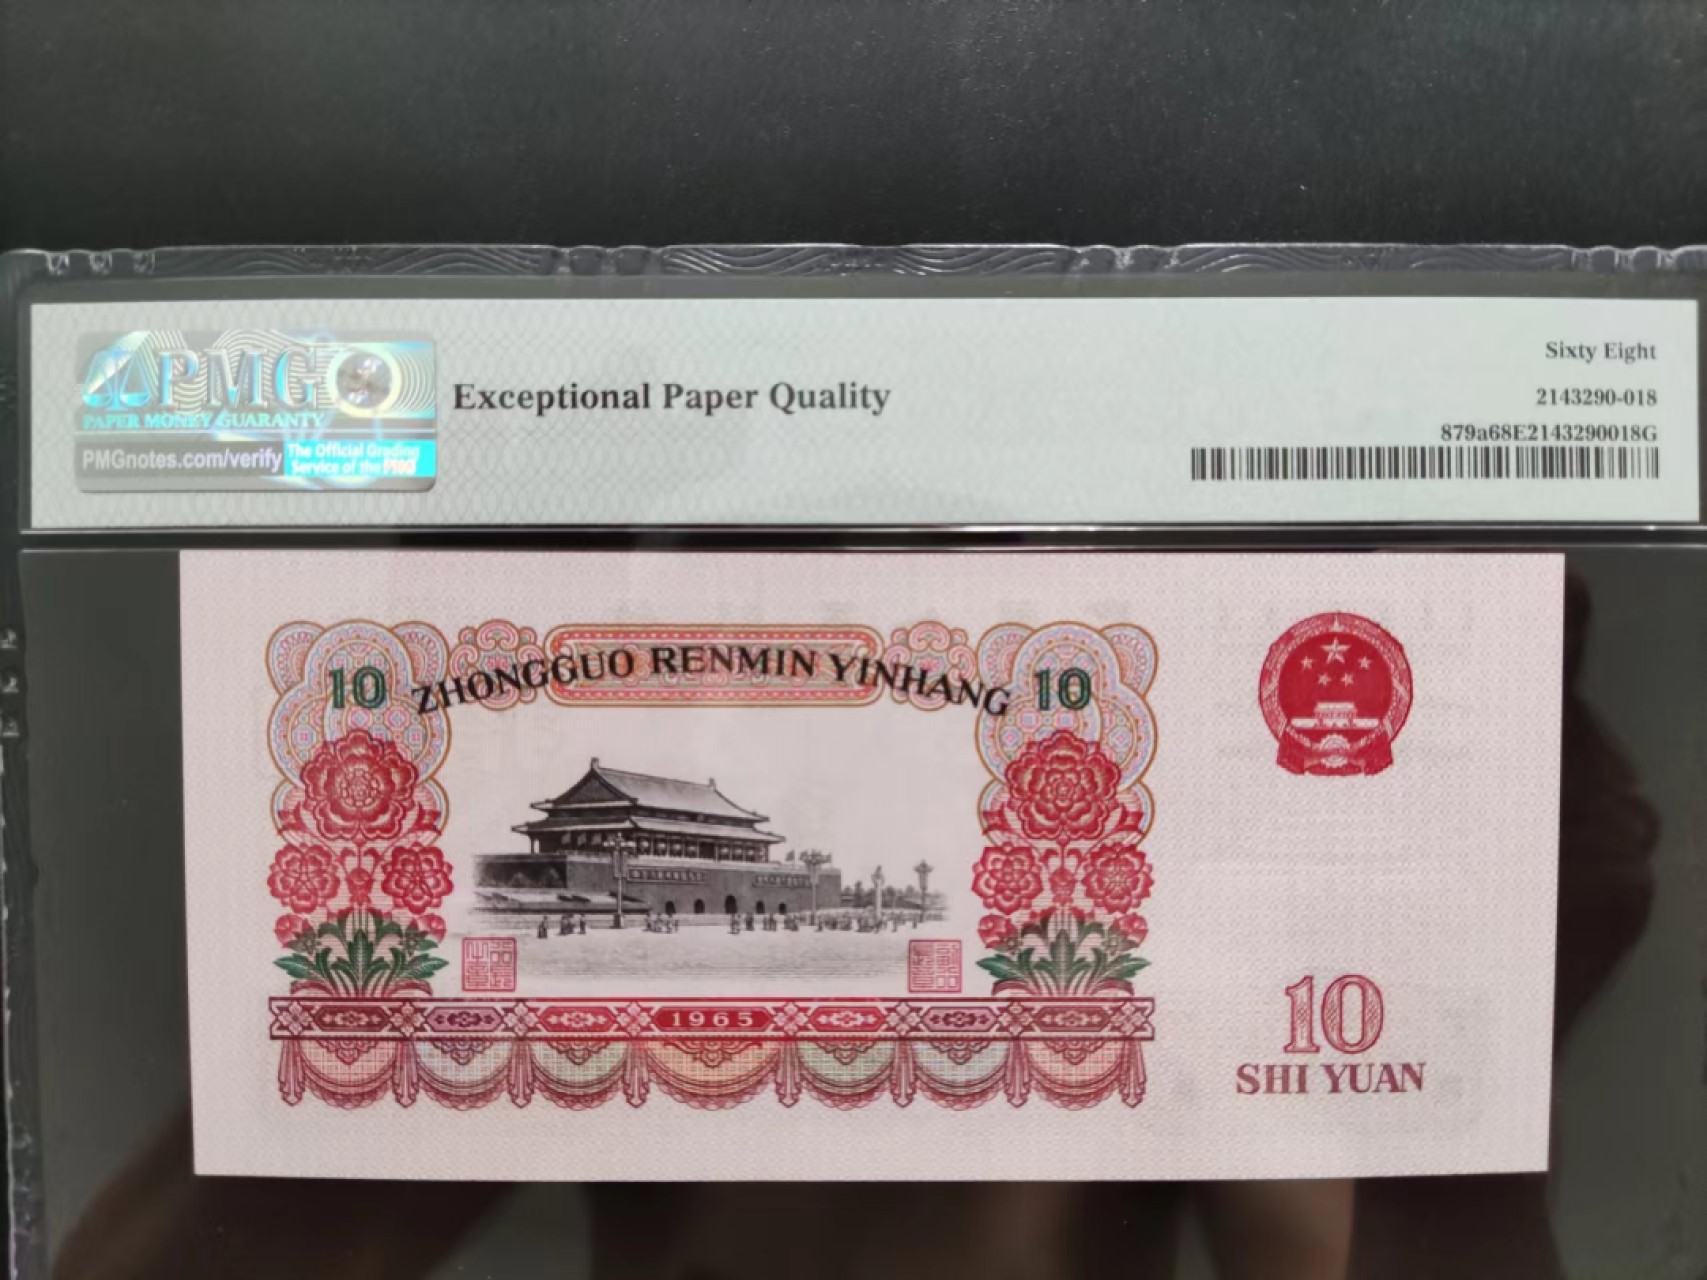 PMG
PAPER MONEY GUARANTY
PMGnotes.com/verify
The Official Grading
Service of the
Exceptional Paper Quality
Sixty Eight
2143290-018
879a68E2143290018G
10 ZHONGGUO RENMIN YINHANG 10
1965
10
SHI YUAN